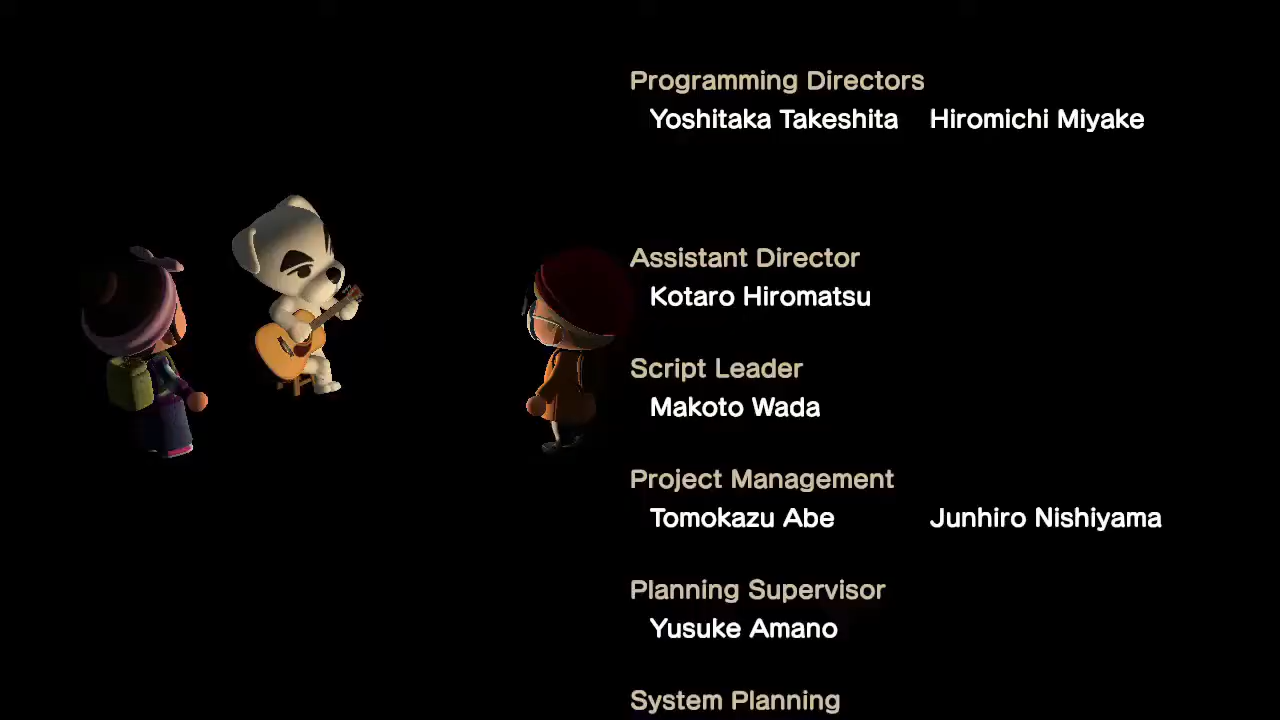 Programming Directors
Yoshitaka Takeshita Hiromichi Miyake
Assistant Director
Kotaro Hiromatsu
Script Leader
Makoto Wada
Project Management
Tomokazu Abe Junhiro Nishiyama
Planning Supervisor
Yusuke Amano
System Planning